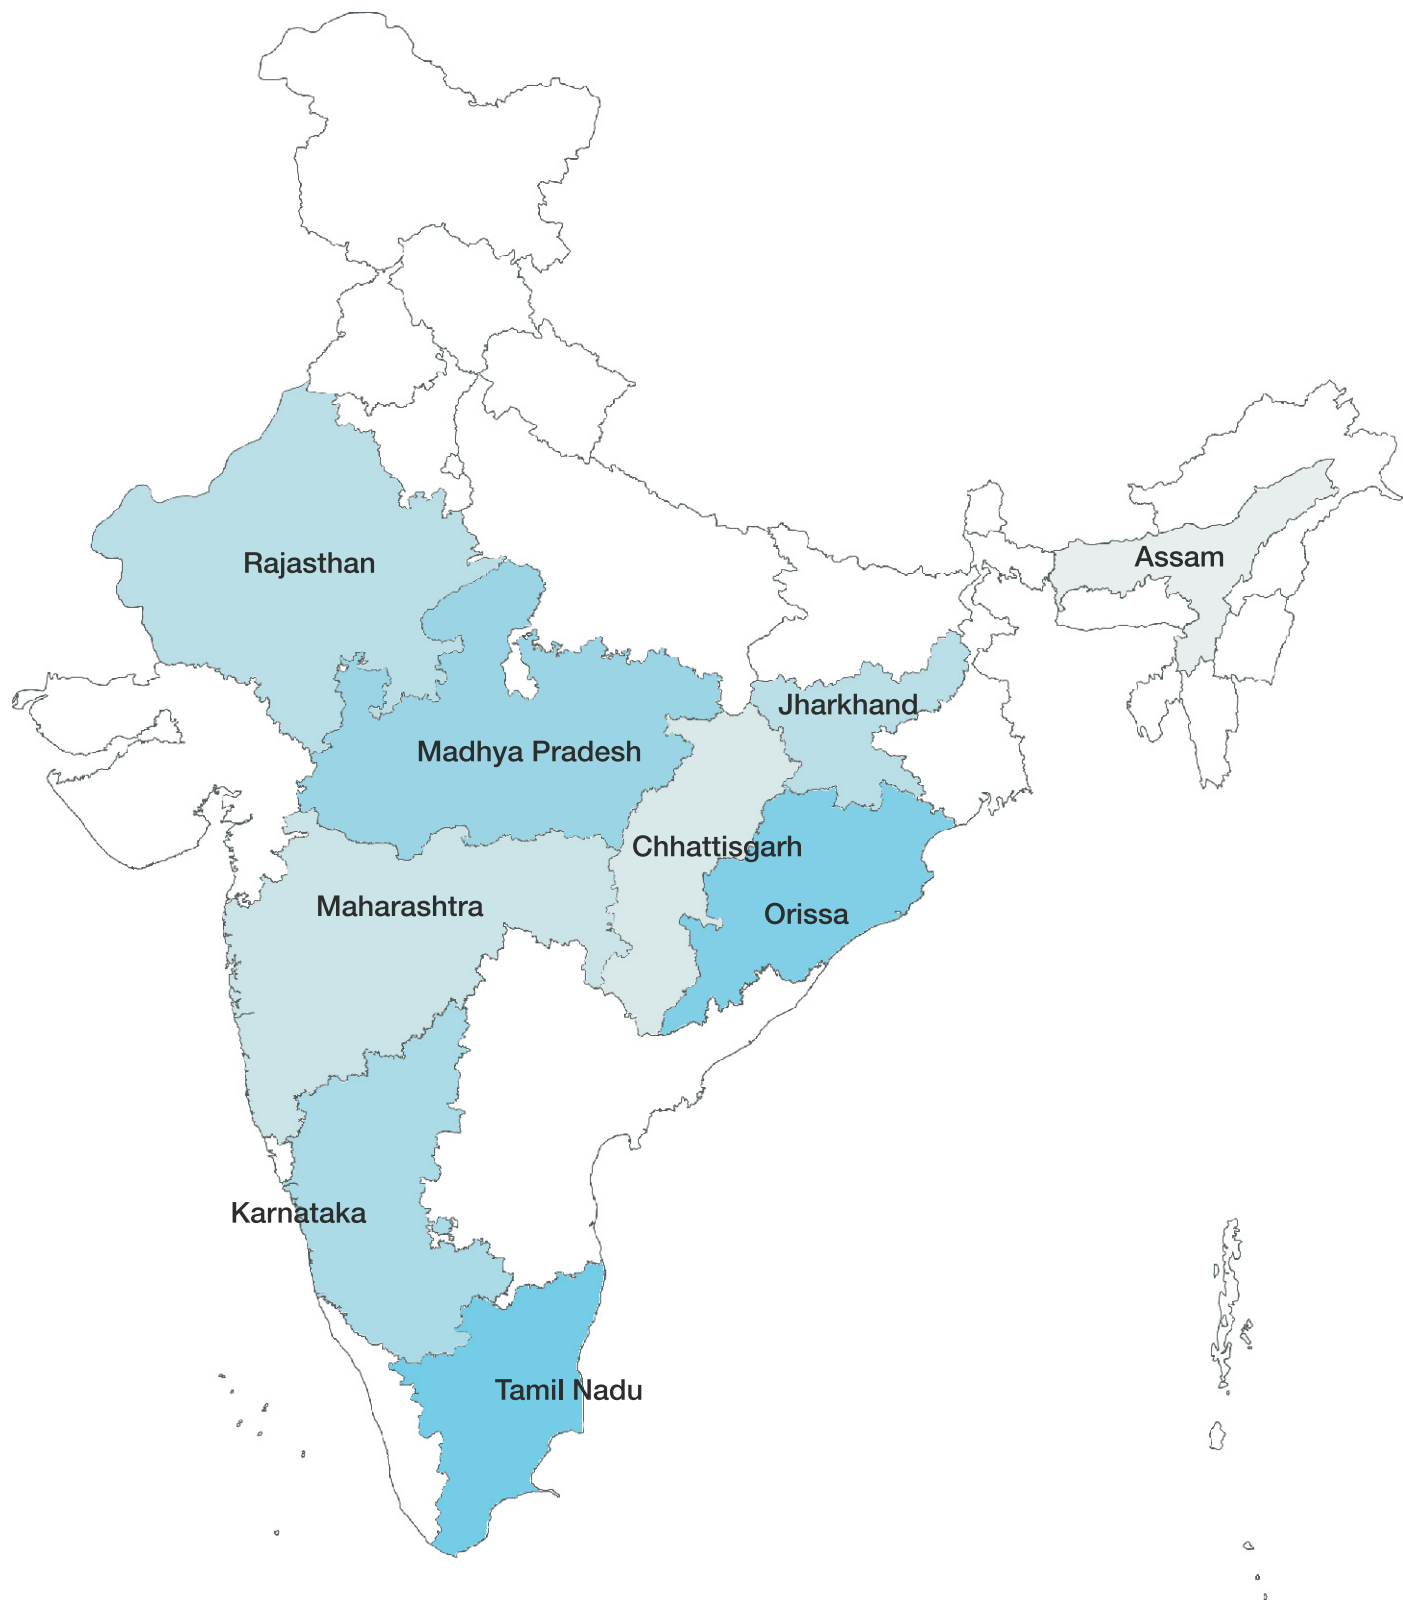 Assam
Rajasthan
Jharkhand
Madhya Pradesh
Chhattisgarh
Maharashtra
Orissa
Karnataka
Tamil Nadu